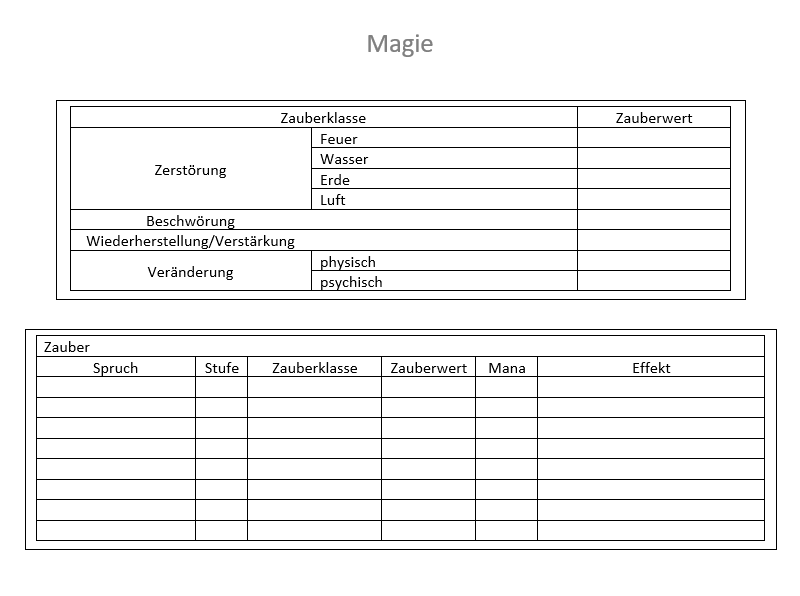 Magie
Zauberklasse Zauberwert
Zerstörung
Feuer
Wasser
Erde
Luft
Beschwörung
Wiederherstellung/Verstärkung
Veränderung
physisch
psychisch
Zauber
Spruch Stufe Zauberklasse Zauberwert Mana Effekt